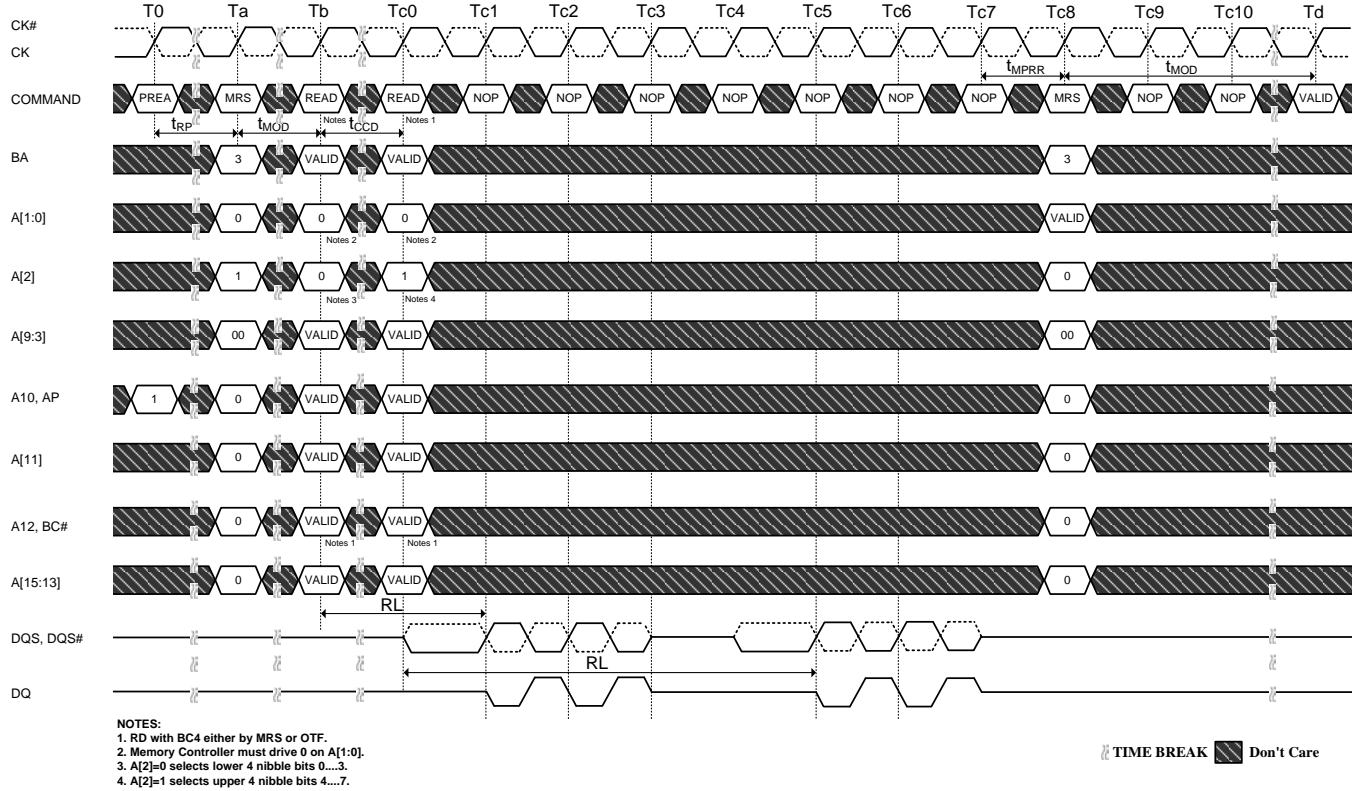 T0 Ta Tb Tc0 Tc1 Tc2 Tc3 Tc4 Tc5 Tc6 Tc7 Tc8 Tc9 Tc10 Td
CK#
CK
tMPRR tMOD
COMMAND PREA MRS READ READ NOP NOP NOP NOP NOP NOP NOP MRS NOP NOP VALID
Notes 1 Notes 1
tRP tMOD tCCD
BA 3 VALID VALID 3
A[1:0] 0 0 0 VALID
Notes 2 Notes 2
A[2] 1 0 1 0
Notes 3 Notes 4
A[9:3] 00 VALID VALID 00
A10, AP 1 0 VALID VALID 0
A[11] 0 VALID VALID 0
A12, BC# 0 VALID VALID 0
Notes 1 Notes 1
A[15:13] 0 VALID VALID 0
RL
DQS, DQS#
RL
DQ
NOTES:
1. RD with BC4 either by MRS or OTF.
2. Memory Controller must drive 0 on A[1:0].
3. A[2]=0 selects lower 4 nibble bits 0....3.
4. A[2]=1 selects upper 4 nibble bits 4....7.
TIME BREAK Don't Care